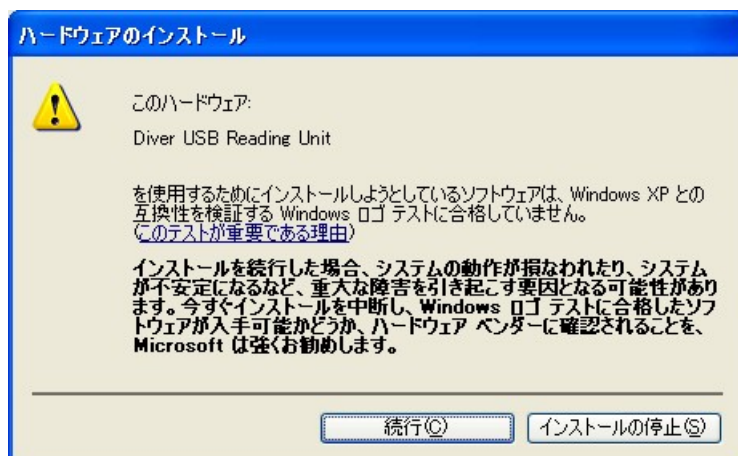 ハードウェアのインストール
このハードウェア:
Diver USB Reading Unit
を使用するためにインストールしようとしているソフトウェアは、Windows XP との
互換性を検証する Windows ロゴ テストに合格していません。
(このテストが重要である理由)
インストールを続行した場合、システムの動作が損なわれたり、システム
が不安定になるなど、重大な障害を引き起こす要因となる可能性があり
ます。今すぐインストールを中断し、Windows ロゴ テストに合格したソフ
トウェアが入手可能かどうか、ハードウェア ベンダーに確認されることを、
Microsoft は強くお勧めします。
続行(C) インストールの停止(S)